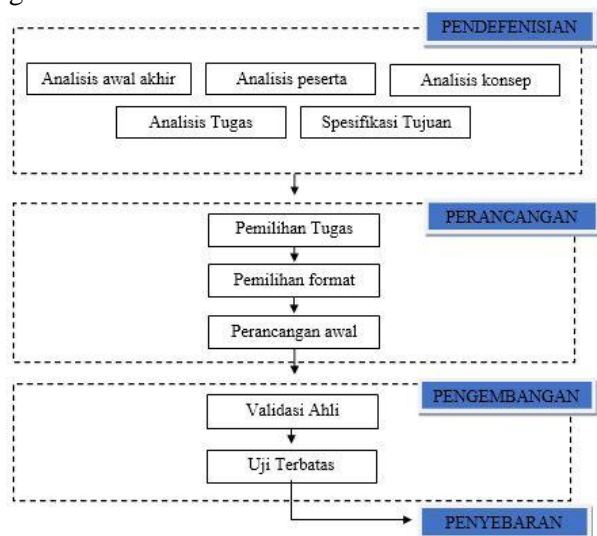 PENDEFENISIAN
Analisis awal akhir
Analisis peserta
Analisis konsep
Analisis Tugas
Spesifikasi Tujuan
PERANCANGAN
Pemilihan Tugas
Pemilihan format
Perancangan awal
PENGEMBANGAN
Validasi Ahli
Uji Terbatas
PENYEBARAN